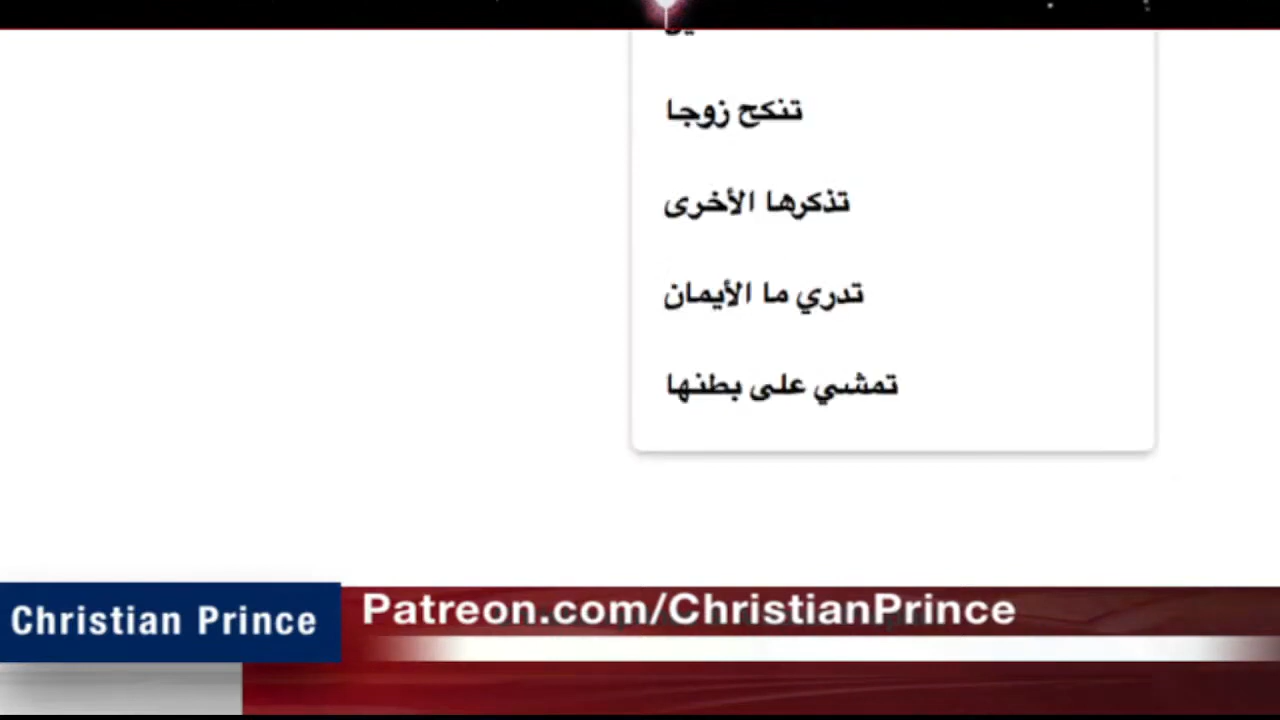 تنكح زوجا
تذكرها الأخرى
تدري ما الأيمان
تمشي على بطنها
Christian Prince
Patreon.com/ChristianPrince